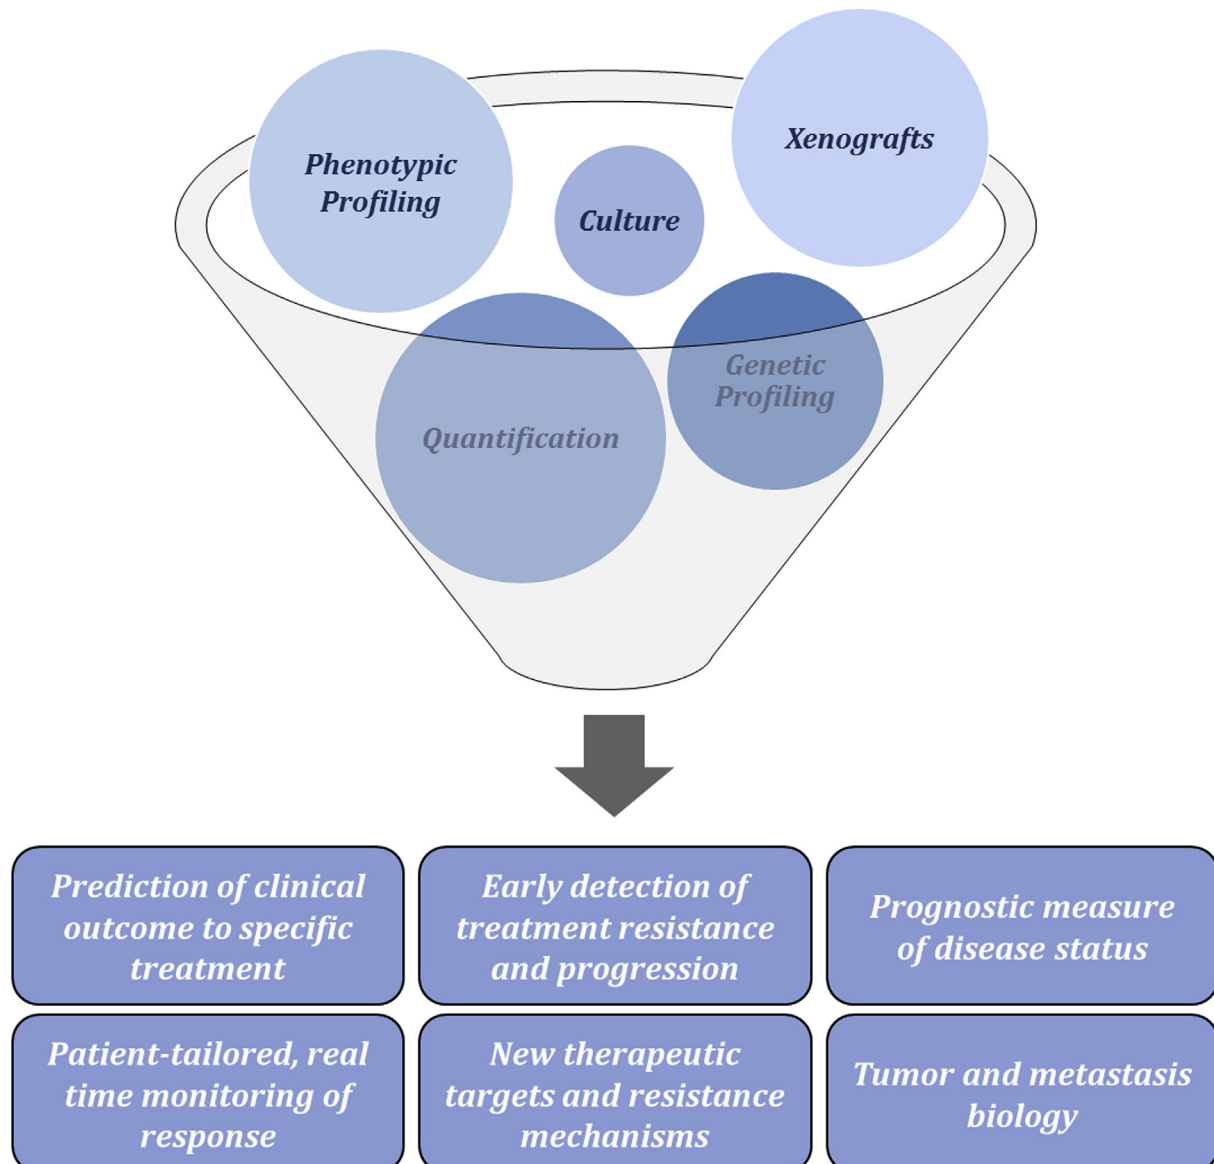 Phenotypic
Profiling
Culture
Xenografts
Quantification
Genetic
Profiling
Prediction of clinical
outcome to specific
treatment
Early detection of
treatment resistance
and progression
Prognostic measure
of disease status
Patient-tailored, real
time monitoring of
response
New therapeutic
targets and resistance
mechanisms
Tumor and metastasis
biology